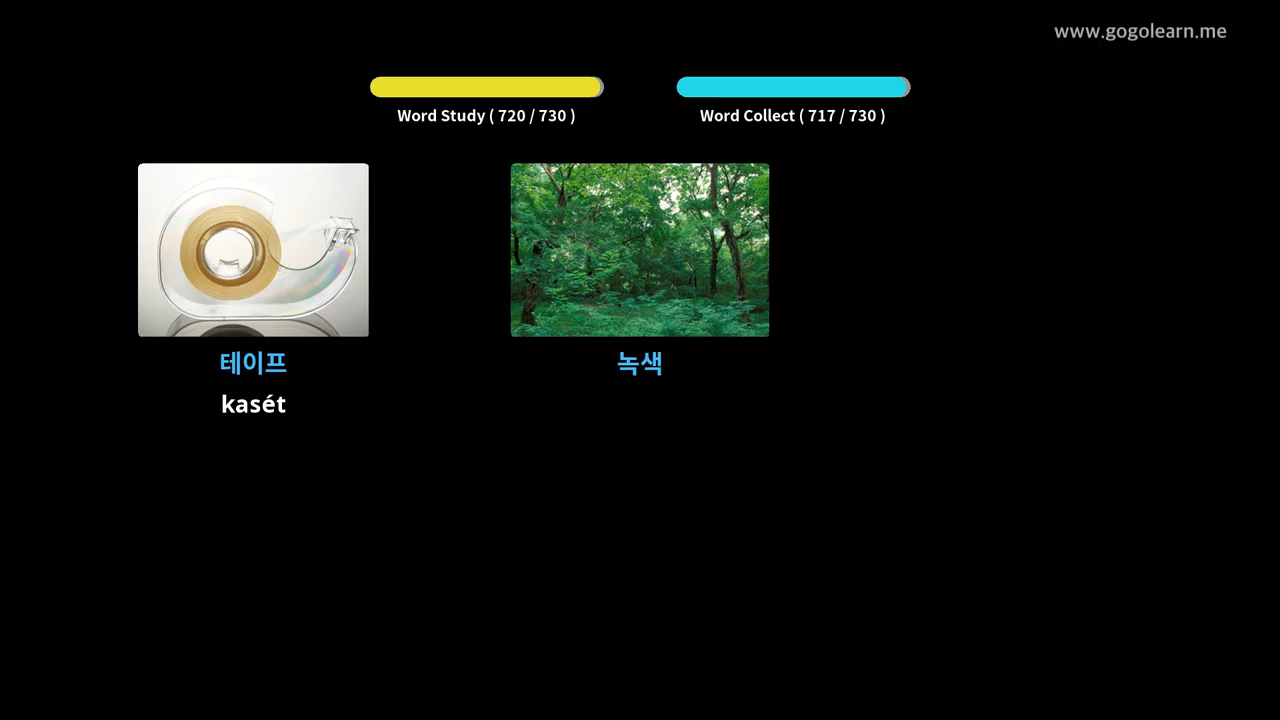 www.gogolearn.me
Word Study ( 720 / 730 )
Word Collect ( 717 / 730 )
테이프
녹색
kasét